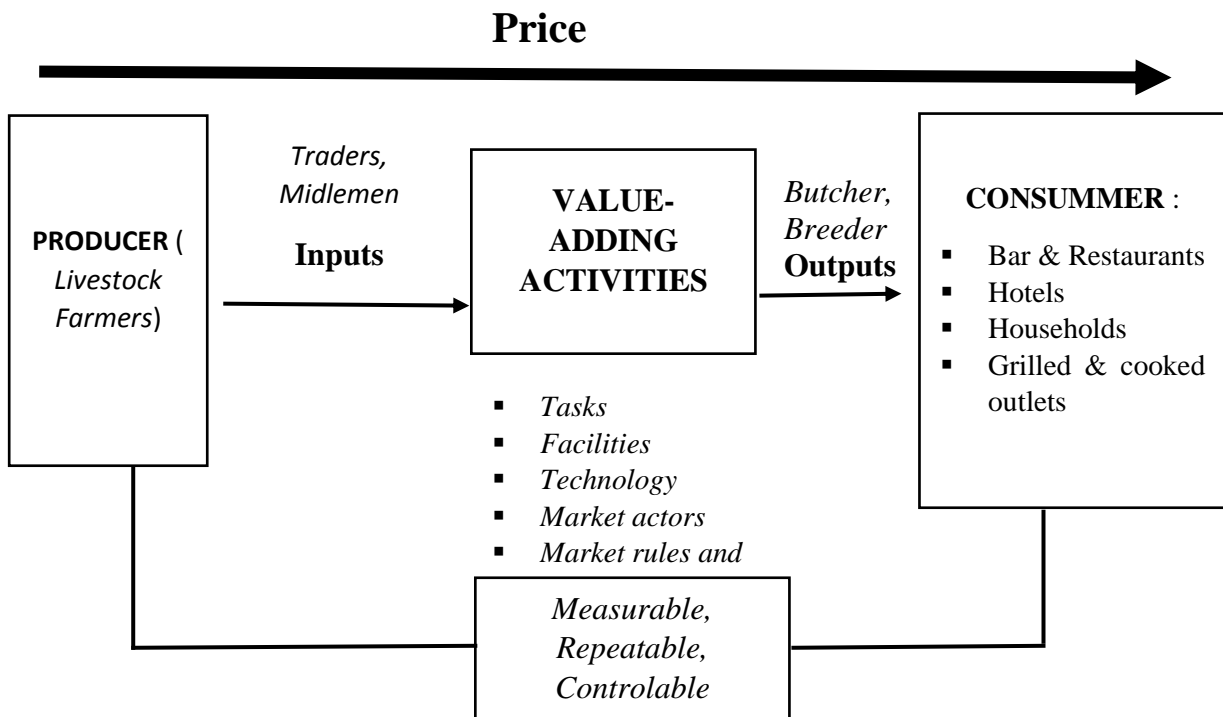 Price
PRODUCER (
Livestock
Farmers)
Traders,
Midlemen
Inputs
VALUE-
ADDING
ACTIVITIES
▪ Tasks
▪ Facilities
▪ Technology
▪ Market actors
▪ Market rules and
Butcher,
Breeder
Outputs
CONSUMMER :
▪ Bar & Restaurants
▪ Hotels
▪ Households
▪ Grilled & cooked
outlets
Measurable,
Repeatable,
Controlable